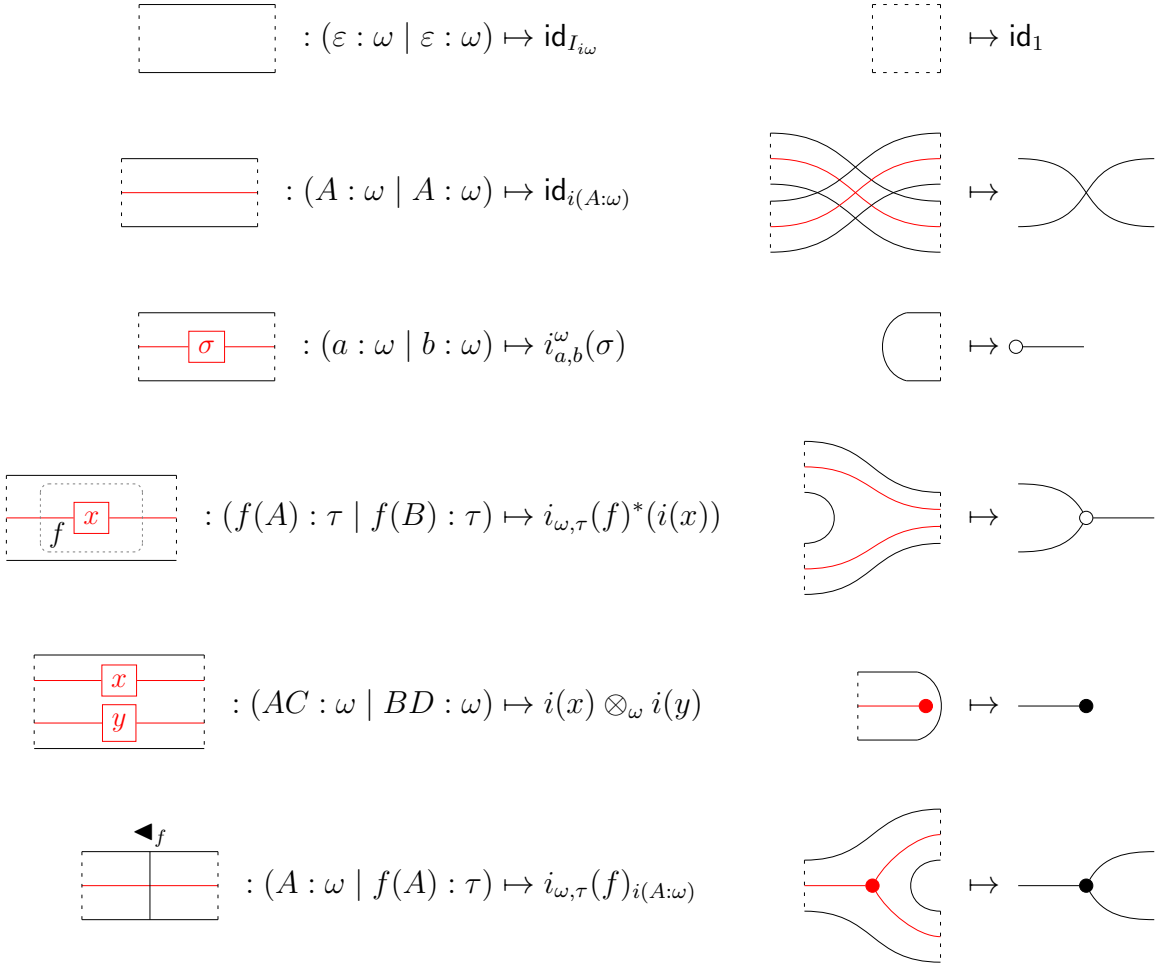 : (ε : ω | ε : ω) ↦ id_{I_{iω}}
↦ id_1
: (A : ω | A : ω) ↦ id_{i(A:ω)}
↦
σ : (a : ω | b : ω) ↦ i^ω_{a,b}(σ)
↦
f x : (f(A) : τ | f(B) : τ) ↦ i_{ω,τ}(f)^*(i(x))
↦
x
y : (AC : ω | BD : ω) ↦ i(x) ⊗_ω i(y)
↦
◀_f
: (A : ω | f(A) : τ) ↦ i_{ω,τ}(f)_{i(A:ω)}
↦